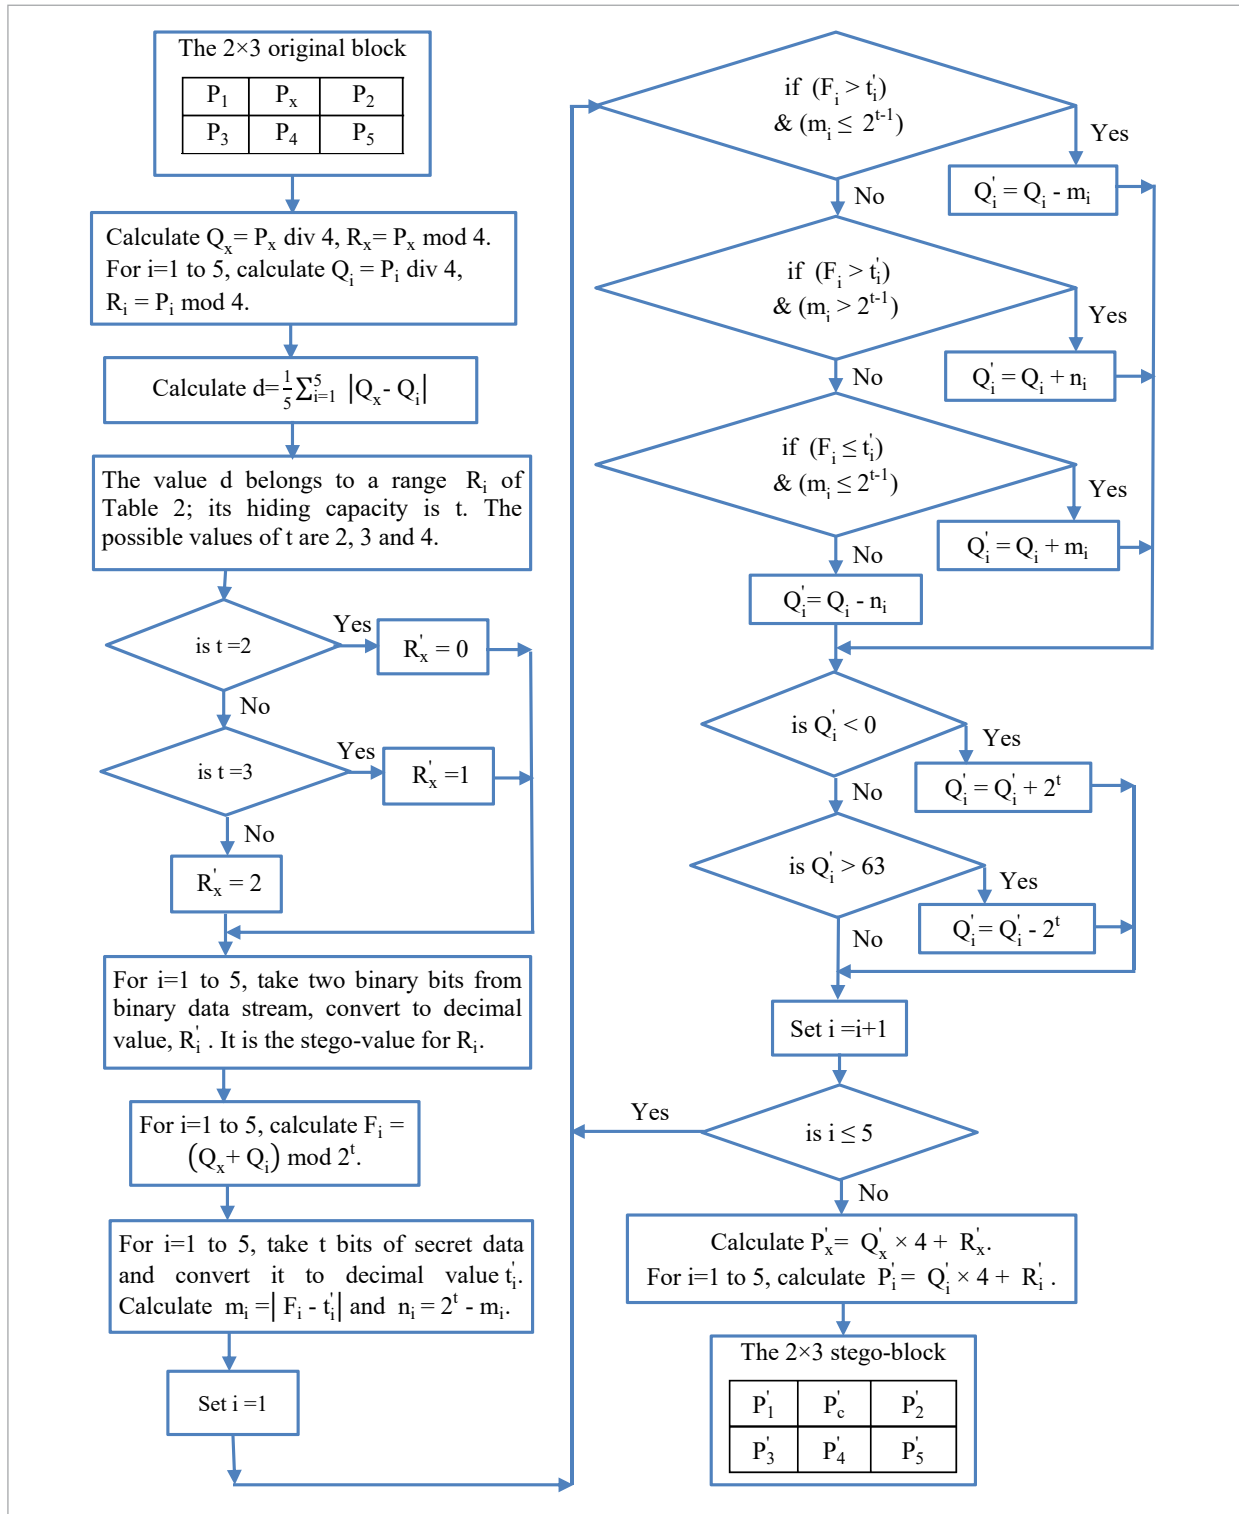 The 2×3 original block
P₁ Pₓ P₂
P₃ P₄ P₅
Calculate Qₓ= Pₓ div 4, Rₓ= Pₓ mod 4.
For i=1 to 5, calculate Qᵢ = Pᵢ div 4,
Rᵢ = Pᵢ mod 4.
Calculate d=1/5 ∑⁵ᵢ₌₁ |Qₓ- Qᵢ|
The value d belongs to a range Rᵢ of
Table 2; its hiding capacity is t. The
possible values of t are 2, 3 and 4.
is t =2
Yes
R'ₓ = 0
No
is t =3
Yes
R'ₓ =1
No
R'ₓ = 2
For i=1 to 5, take two binary bits from
binary data stream, convert to decimal
value, R'ᵢ . It is the stego-value for Rᵢ.
For i=1 to 5, calculate Fᵢ =
(Qₓ+ Qᵢ) mod 2ᵗ.
For i=1 to 5, take t bits of secret data
and convert it to decimal value t'ᵢ.
Calculate mᵢ =| Fᵢ - t'ᵢ| and nᵢ = 2ᵗ - mᵢ.
Set i =1
if (Fᵢ > t'ᵢ)
& (mᵢ ≤ 2ᵗ⁻¹)
Yes
Q'ᵢ = Qᵢ - mᵢ
No
if (Fᵢ > t'ᵢ)
& (mᵢ > 2ᵗ⁻¹)
Yes
Q'ᵢ = Qᵢ + nᵢ
No
if (Fᵢ ≤ t'ᵢ)
& (mᵢ ≤ 2ᵗ⁻¹)
Yes
Q'ᵢ = Qᵢ + mᵢ
No
Q'ᵢ= Qᵢ - nᵢ
is Q'ᵢ < 0
Yes
Q'ᵢ = Q'ᵢ + 2ᵗ
No
is Q'ᵢ > 63
Yes
Q'ᵢ= Q'ᵢ - 2ᵗ
No
Set i =i+1
is i ≤ 5
Yes
No
Calculate P'ₓ= Q'ₓ × 4 + R'ₓ.
For i=1 to 5, calculate P'ᵢ= Q'ᵢ × 4 + R'ᵢ .
The 2×3 stego-block
P'₁ P'c P'₂
P'₃ P'₄ P'₅